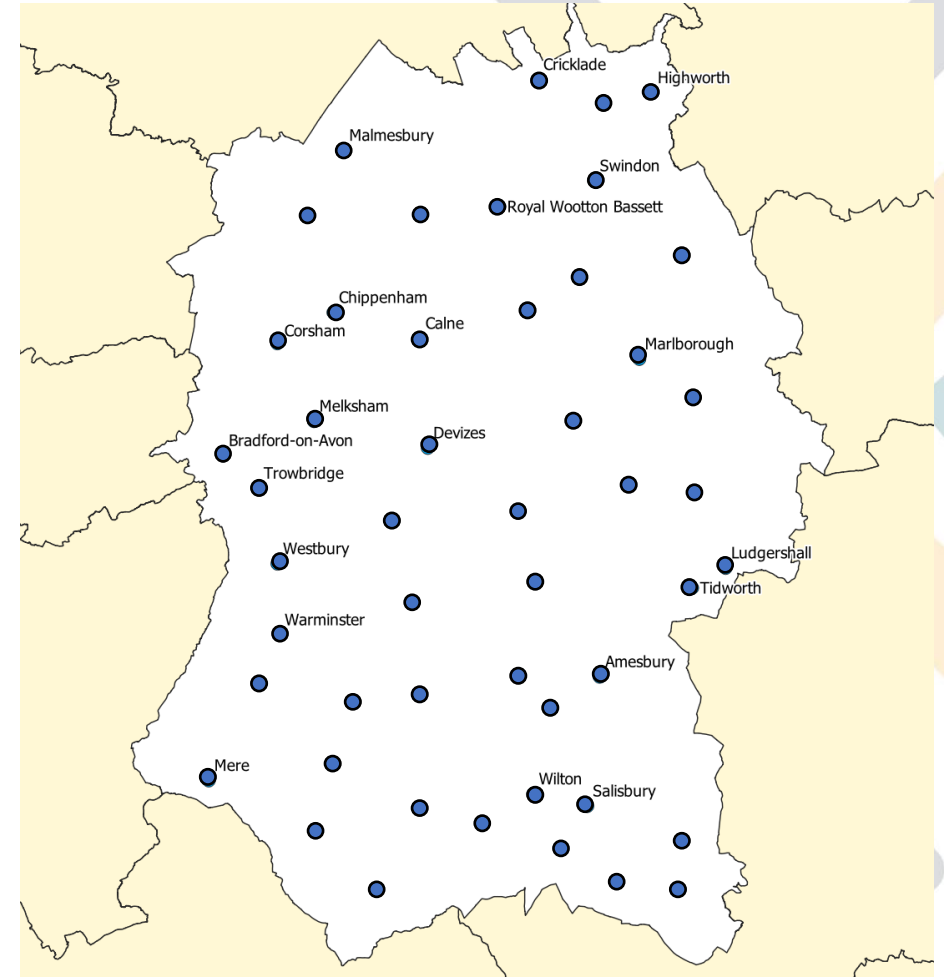 Cricklade
Highworth
Malmesbury
Swindon
Royal Wootton Bassett
Chippenham
Corsham
Calne
Marlborough
Melksham
Bradford-on-Avon
Devizes
Trowbridge
Westbury
Ludgershall
Tidworth
Warminster
Amesbury
Mere
Wilton
Salisbury